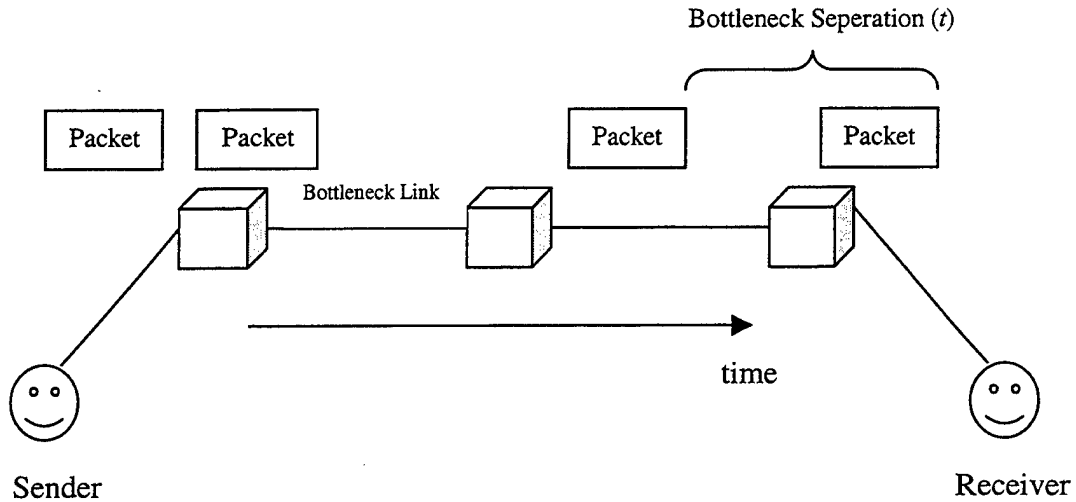 Bottleneck Seperation (t)
Packet
Packet
Packet
Packet
Bottleneck Link
time
Sender
Receiver